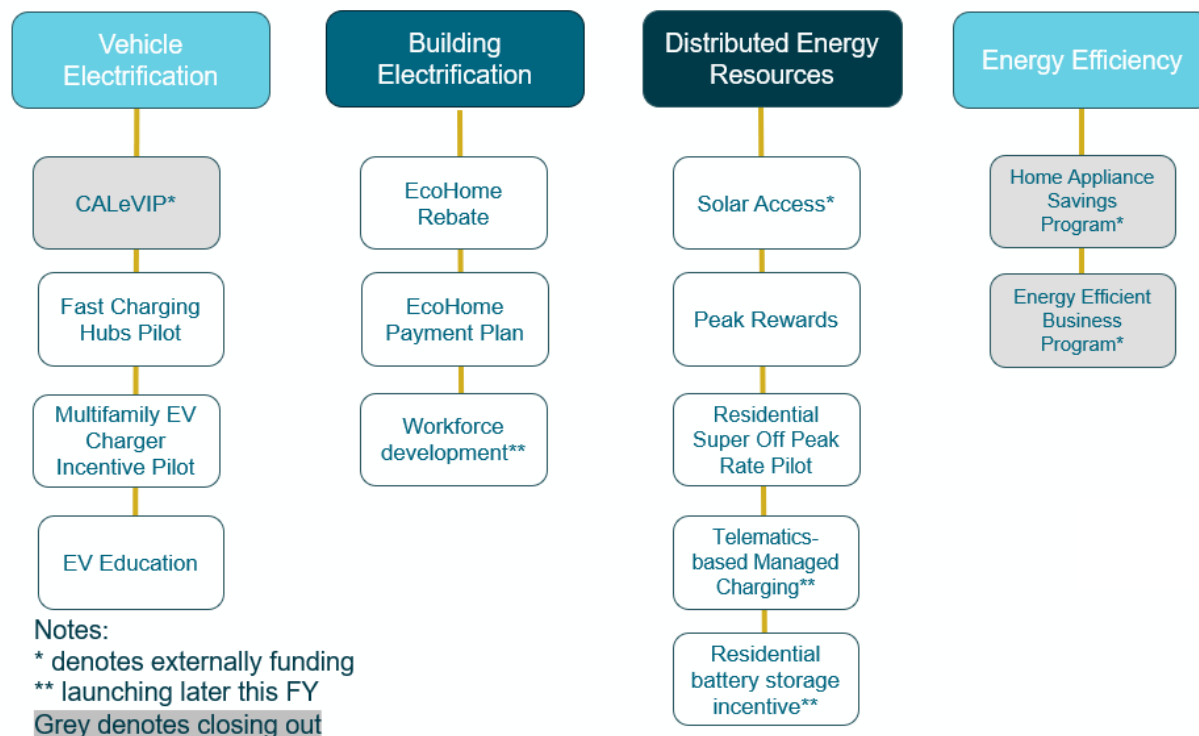 Vehicle
Electrification
CALeVIP*
Fast Charging
Hubs Pilot
Multifamily EV
Charger
Incentive Pilot
EV Education
Building
Electrification
EcoHome
Rebate
EcoHome
Payment Plan
Workforce
development**
Distributed Energy
Resources
Solar Access*
Peak Rewards
Residential
Super Off Peak
Rate Pilot
Telematics-
based Managed
Charging**
Residential
battery storage
incentive**
Energy Efficiency
Home Appliance
Savings
Program*
Energy Efficient
Business
Program*
Notes:
* denotes externally funding
** launching later this FY
Grey denotes closing out